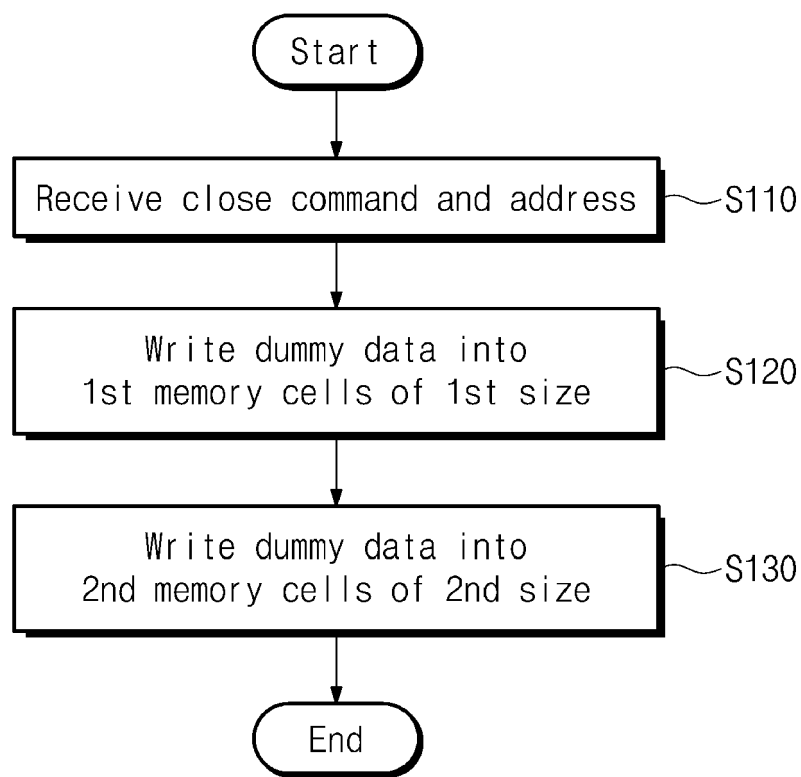 Start
Receive close command and address
S110
Write dummy data into
1st memory cells of 1st size
S120
Write dummy data into
2nd memory cells of 2nd size
S130
End